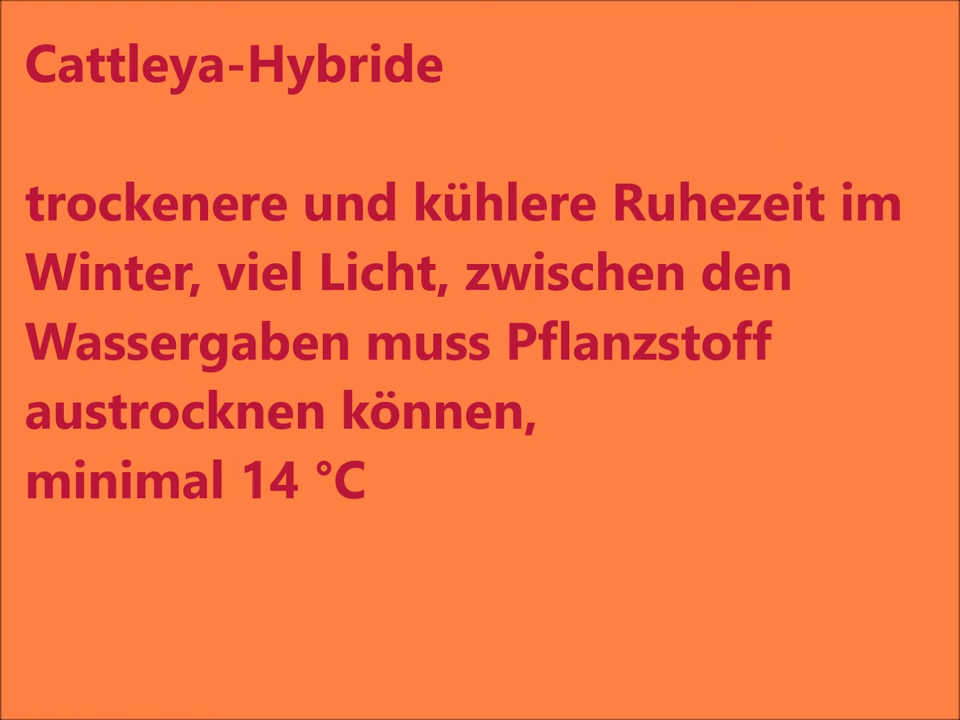 Cattleya-Hybride
trockenere und kühlere Ruhezeit im
Winter, viel Licht, zwischen den
Wassergaben muss Pflanzstoff
austrocknen können,
minimal 14 °C